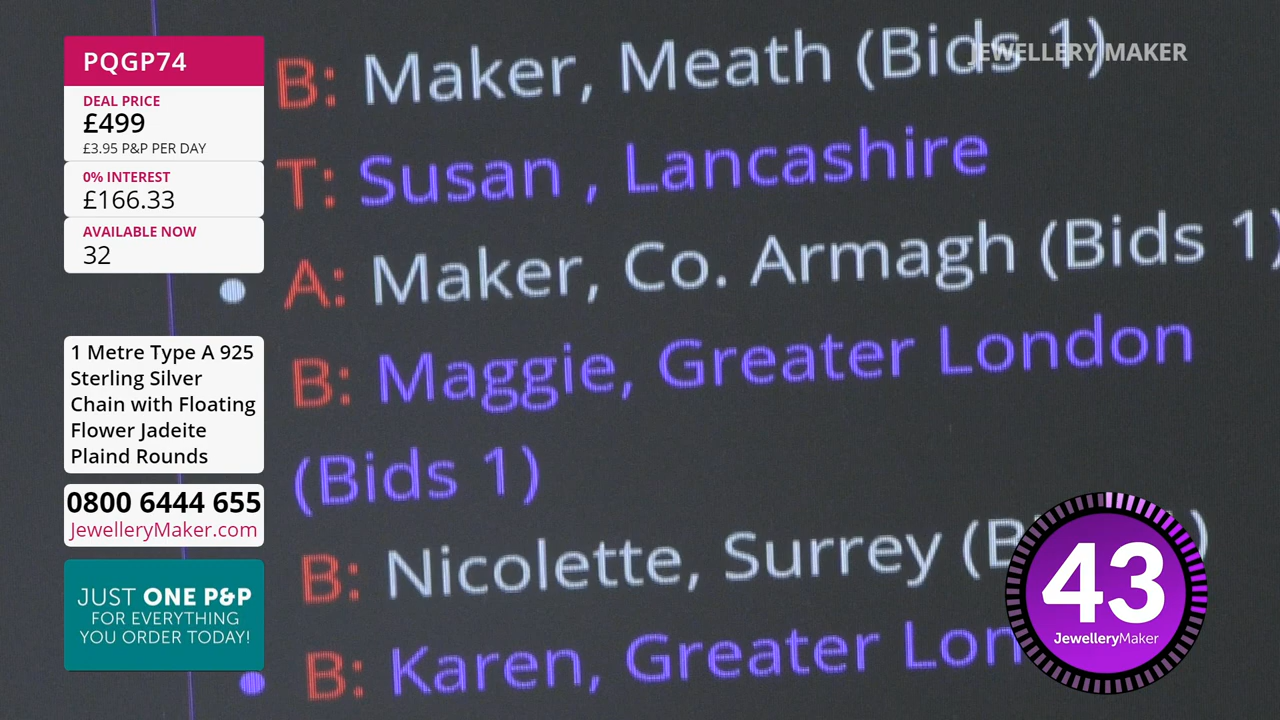 JEWELLERY MAKER
PQGP74
DEAL PRICE
£499
£3.95 P&P PER DAY
0% INTEREST
£166.33
AVAILABLE NOW
32
1 Metre Type A 925
Sterling Silver
Chain with Floating
Flower Jadeite
Plaind Rounds
0800 6444 655
JewelleryMaker.com
JUST ONE P&P
FOR EVERYTHING
YOU ORDER TODAY!
B: Maker, Meath (Bids 1)
T: Susan , Lancashire
A: Maker, Co. Armagh (Bids 1)
B: Maggie, Greater London
(Bids 1)
B: Nicolette, Surrey
B: Karen, Greater
43
JewelleryMaker